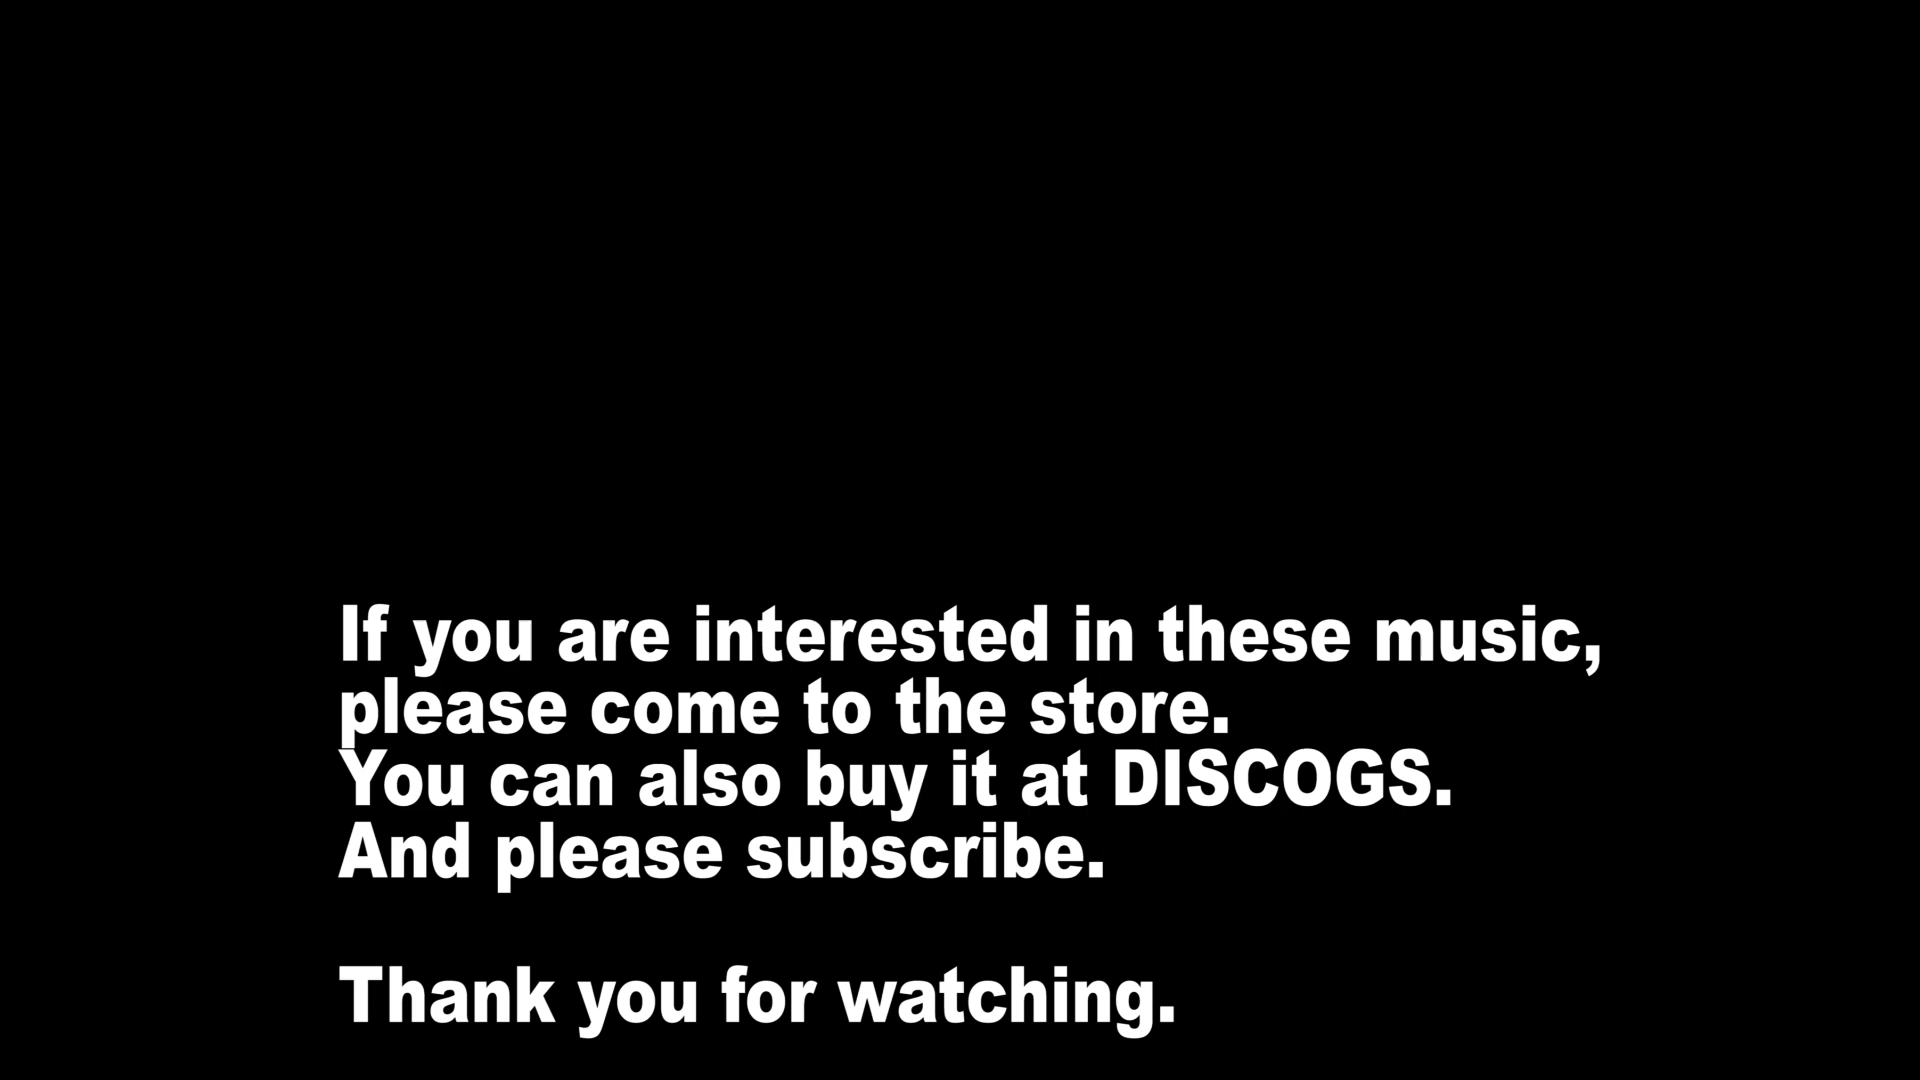 If you are interested in these music,
please come to the store.
You can also buy it at DISCOGS.
And please subscribe.
Thank you for watching.